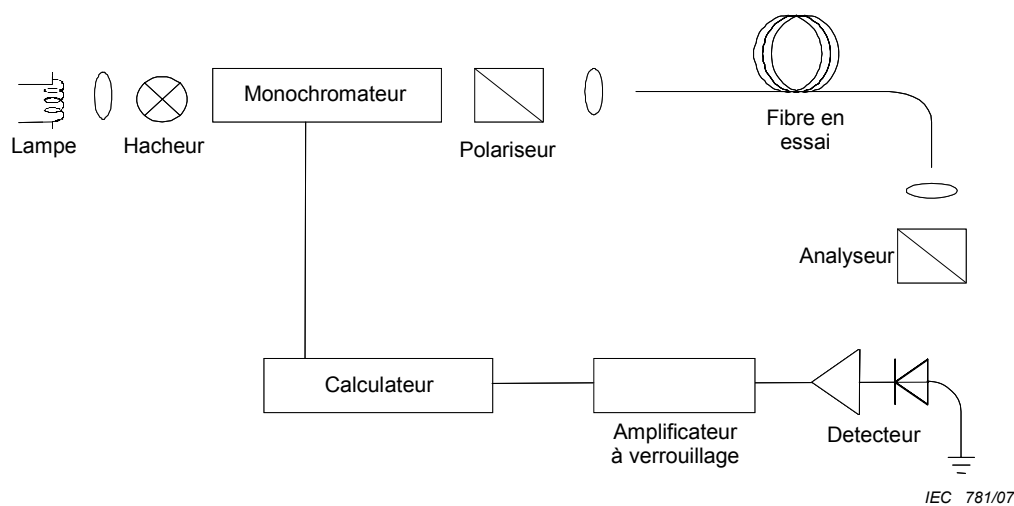 Lampe
Hacheur
Monochromateur
Polariseur
Fibre en
essai
Analyseur
Calculateur
Amplificateur
à verrouillage
Detecteur
IEC 781/07